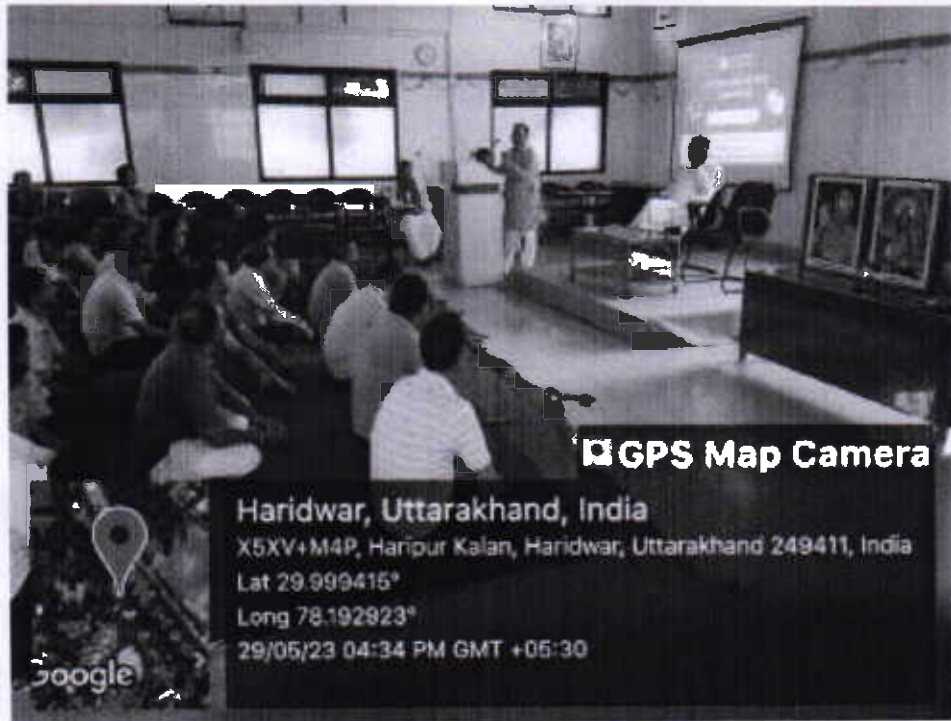 GPS Map Camera
Haridwar, Uttarakhand, India
X5XV+M4P, Haripur Kalan, Haridwar, Uttarakhand 249411, India
Lat 29.999415°
Long 78.192923°
29/05/23 04:34 PM GMT +05:30
Google